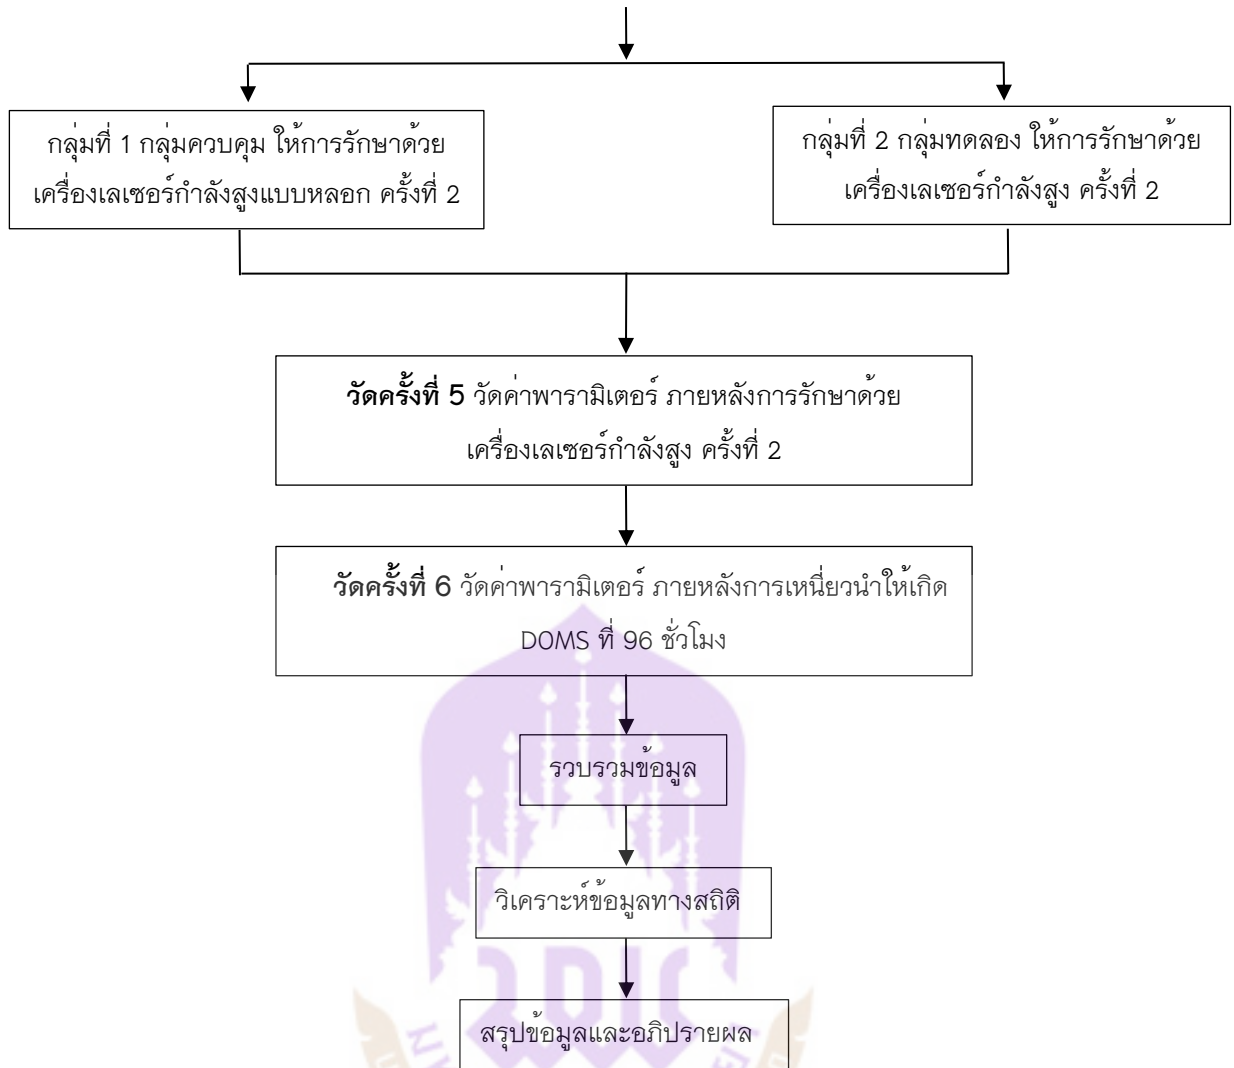 กลุ่มที่ 1 กลุ่มควบคุม ให้การรักษาด้วย
เครื่องเลเซอร์กำลังสูงแบบหลอก ครั้งที่ 2
กลุ่มที่ 2 กลุ่มทดลอง ให้การรักษาด้วย
เครื่องเลเซอร์กำลังสูง ครั้งที่ 2
วัดครั้งที่ 5 วัดค่าพารามิเตอร์ ภายหลังการรักษาด้วย
เครื่องเลเซอร์กำลังสูง ครั้งที่ 2
วัดครั้งที่ 6 วัดค่าพารามิเตอร์ ภายหลังการเหนี่ยวนำให้เกิด
DOMS ที่ 96 ชั่วโมง
รวบรวมข้อมูล
วิเคราะห์ข้อมูลทางสถิติ
สรุปข้อมูลและอภิปรายผล